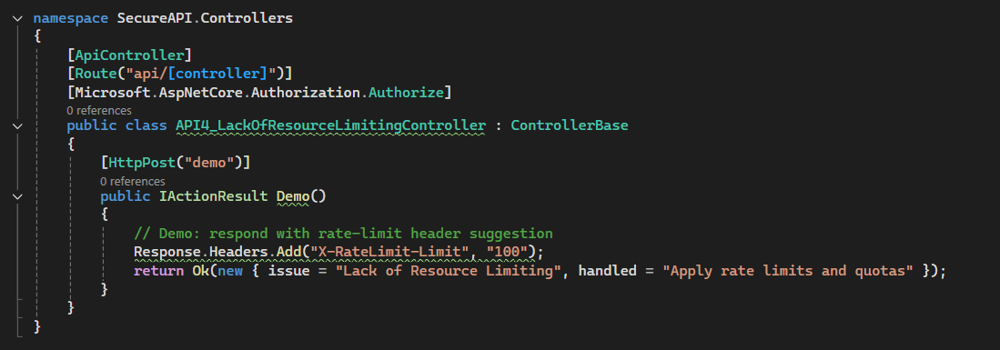 namespace SecureAPI.Controllers
{
[ApiController]
[Route("api/[controller]")]
[Microsoft.AspNetCore.Authorization.Authorize]
0 references
public class API4_LackOfResourceLimitingController : ControllerBase
{
[HttpPost("demo")]
0 references
public IActionResult Demo()
{
// Demo: respond with rate-limit header suggestion
Response.Headers.Add("X-RateLimit-Limit", "100");
return Ok(new { issue = "Lack of Resource Limiting", handled = "Apply rate limits and quotas" });
}
}
}